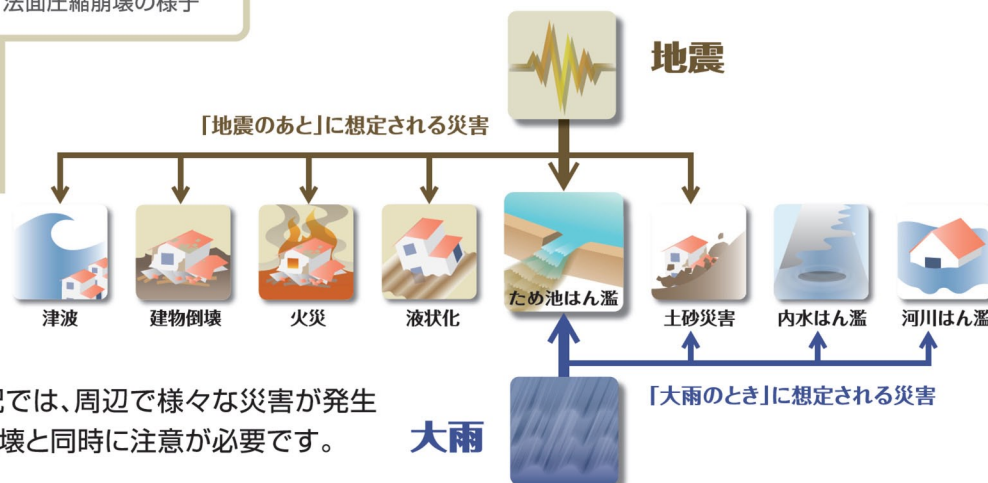 法面圧縮崩壊の様子
地震
「地震のあと」に想定される災害
津波
建物倒壊
火災
液状化
ため池はん濫
土砂災害
内水はん濫
河川はん濫
「大雨のとき」に想定される災害
では、周辺で様々な災害が発生
壊と同時に注意が必要です。
大雨